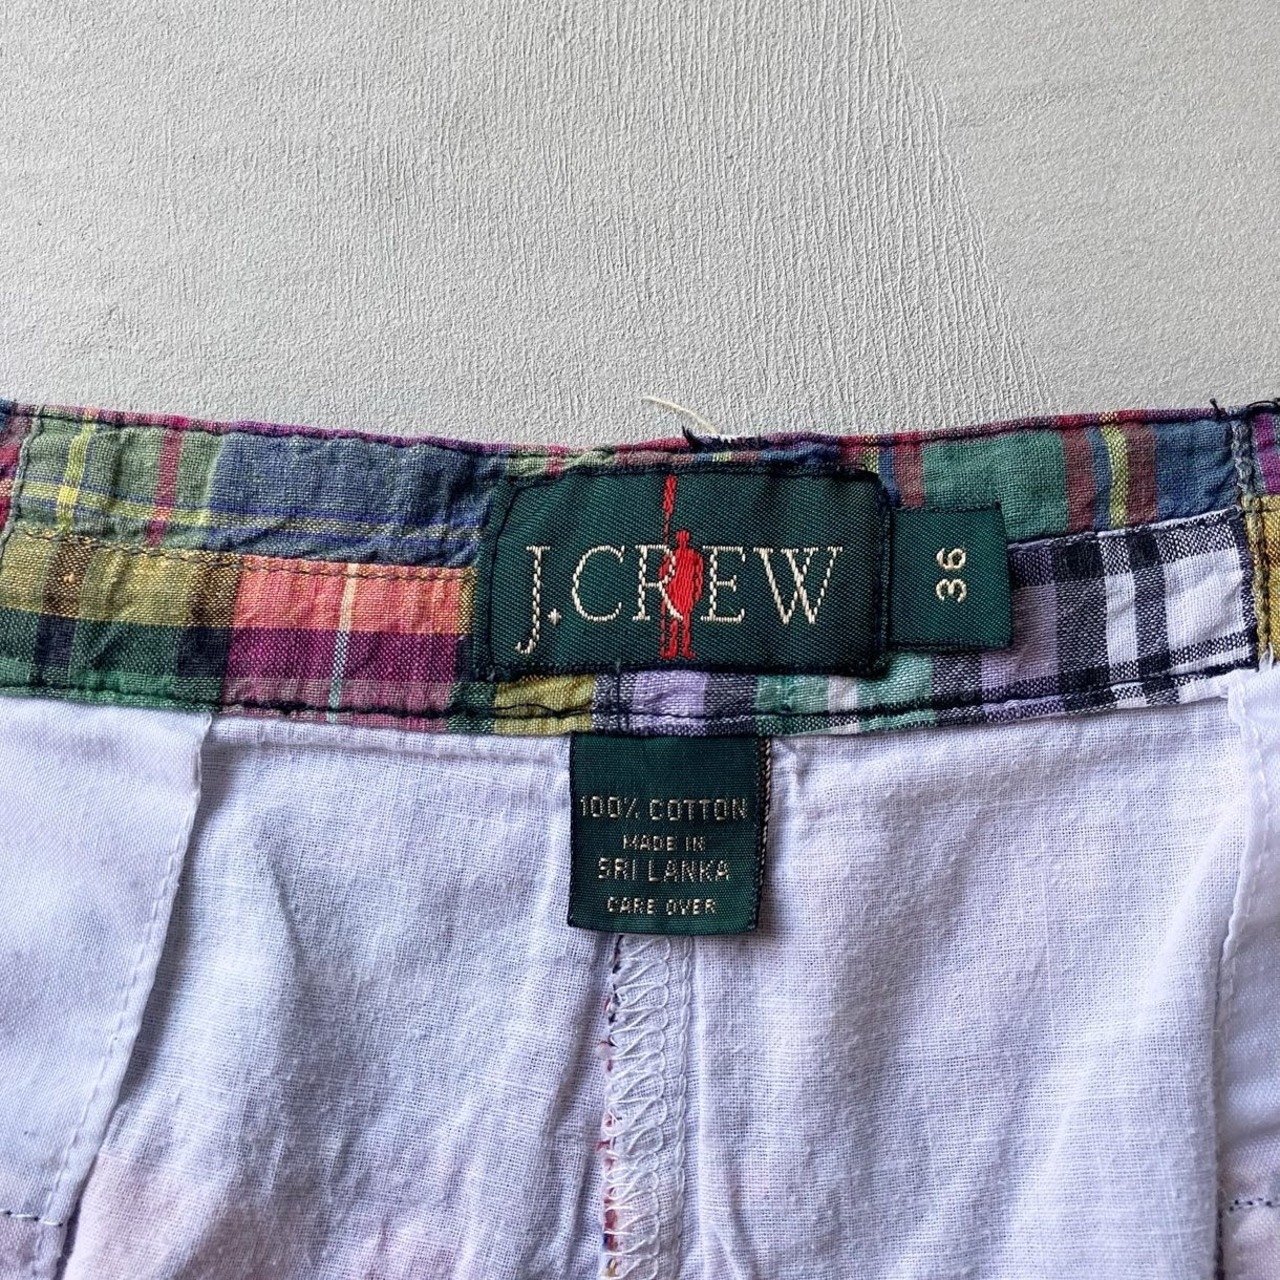 J.CREW
36
100% COTTON
MADE IN
SRI LANKA
CARE OVER